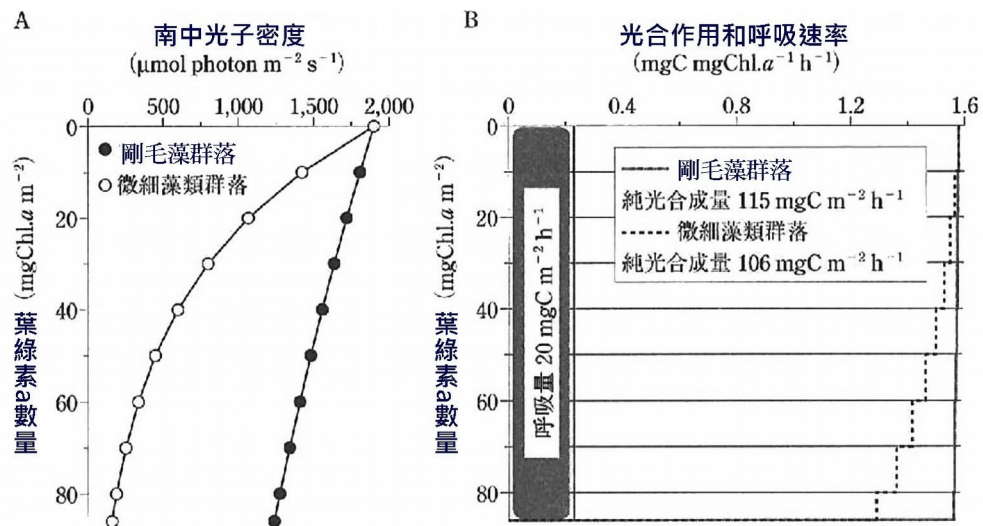 A
南中光子密度
(μmol photon m⁻² s⁻¹)
0 500 1,000 1,500 2,000
0
20
40
60
80
葉綠素a數量 (mgChl.a m⁻²)
剛毛藻群落
微細藻類群落
B
光合作用和呼吸速率
(mgC mgChl.a⁻¹ h⁻¹)
0 0.4 0.8 1.2 1.6
0
20
40
60
80
葉綠素a數量 (mgChl.a m⁻²)
呼吸量 20 mgC m⁻² h⁻¹
剛毛藻群落
純光合成量 115 mgC m⁻² h⁻¹
微細藻類群落
純光合成量 106 mgC m⁻² h⁻¹